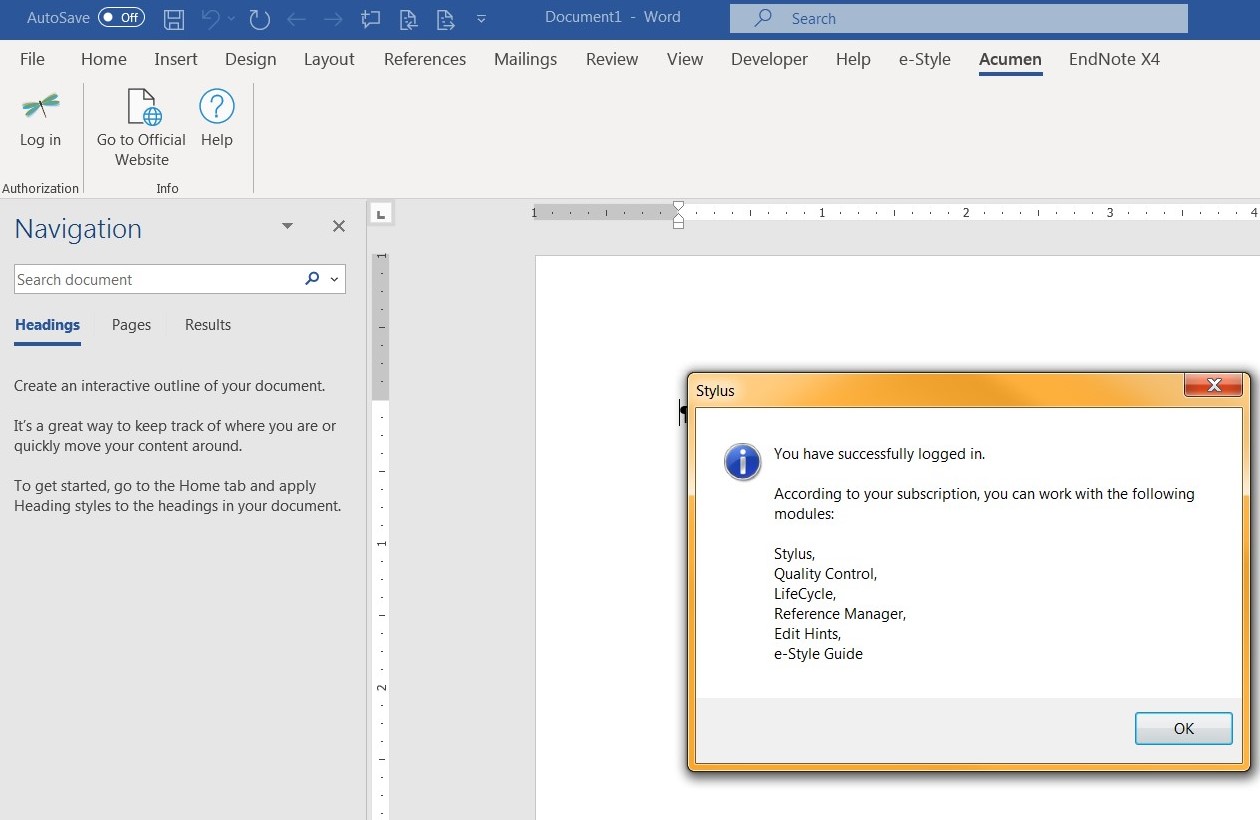 AutoSave Off Document1 - Word Search
File Home Insert Design Layout References Mailings Review View Developer Help e-Style Acumen EndNote X4
Log in
Go to Official
Website
Help
Authorization
Info
Navigation
Search document
Headings Pages Results
Create an interactive outline of your document.
It's a great way to keep track of where you are or
quickly move your content around.
To get started, go to the Home tab and apply
Heading styles to the headings in your document.
1 1 2 3 4
1
1
2
Stylus
You have successfully logged in.
According to your subscription, you can work with the following
modules:
Stylus,
Quality Control,
LifeCycle,
Reference Manager,
Edit Hints,
e-Style Guide
OK